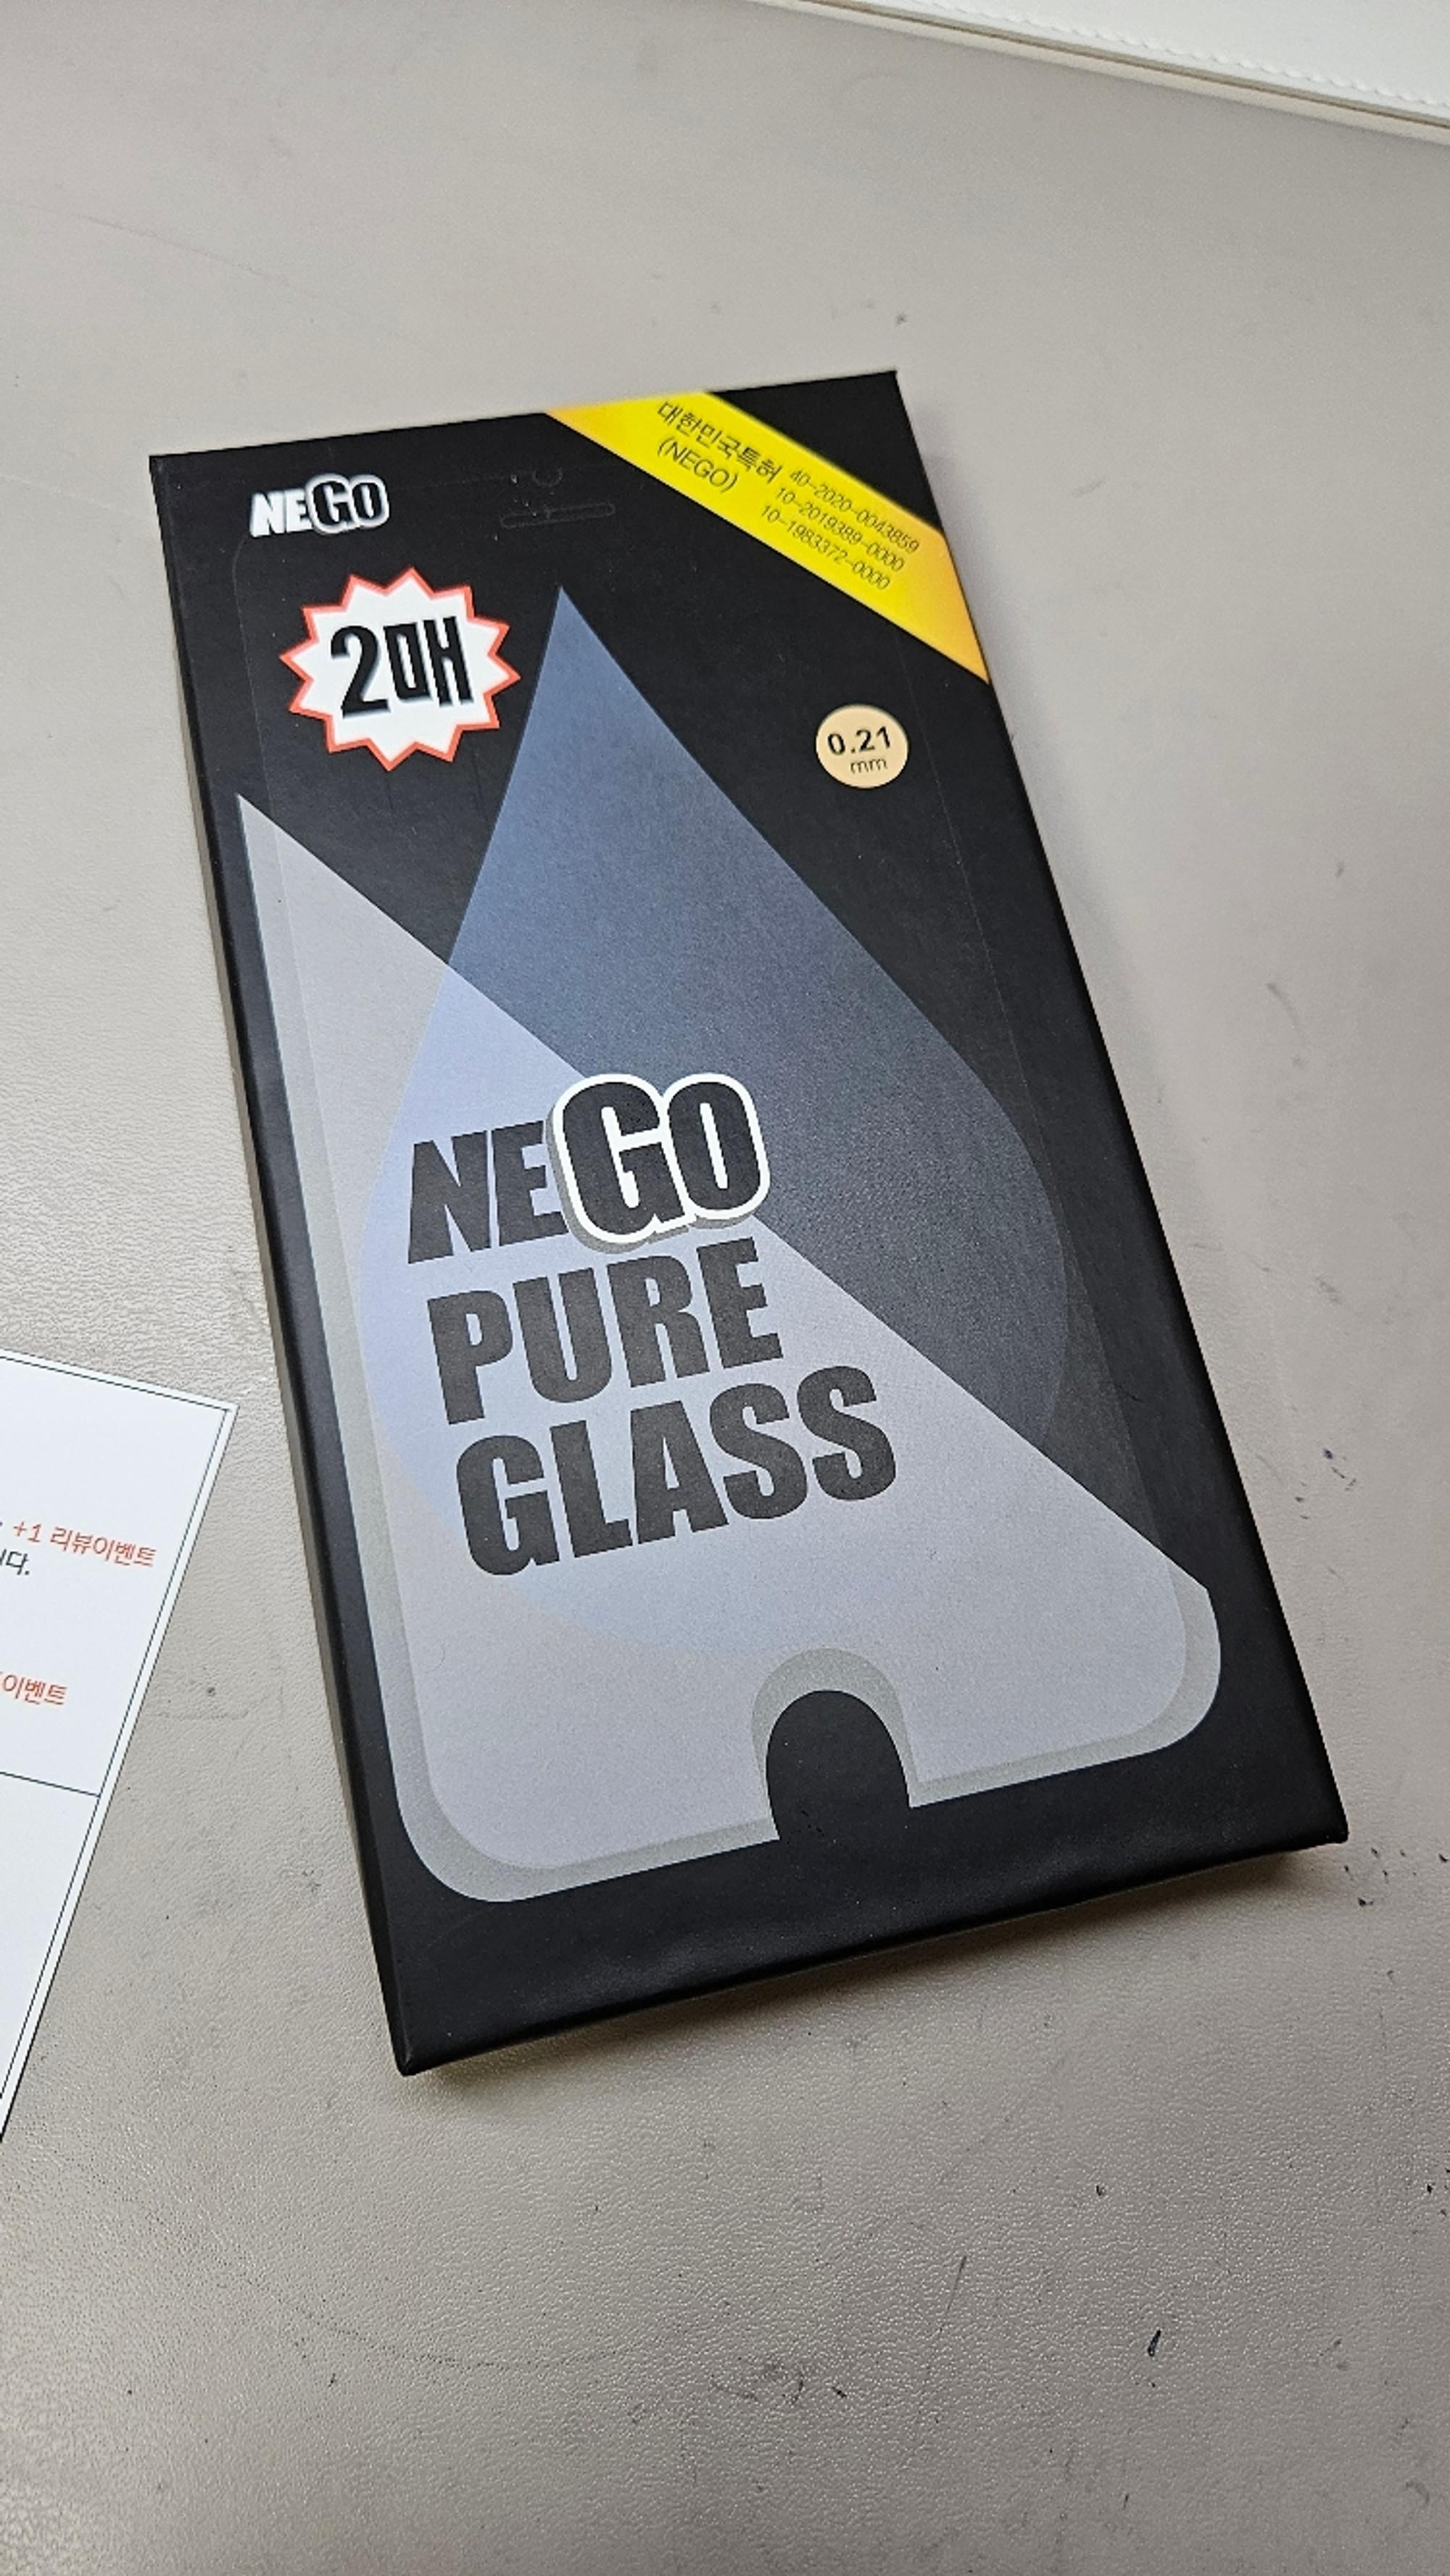 NEGO
대한민국특허
(NEGO)
40-2020-0043859
10-2019389-0000
10-1983372-0000
2매
0.21
mm
NEGO
PURE
GLASS
+1 리뷰이벤트
다.
이벤트